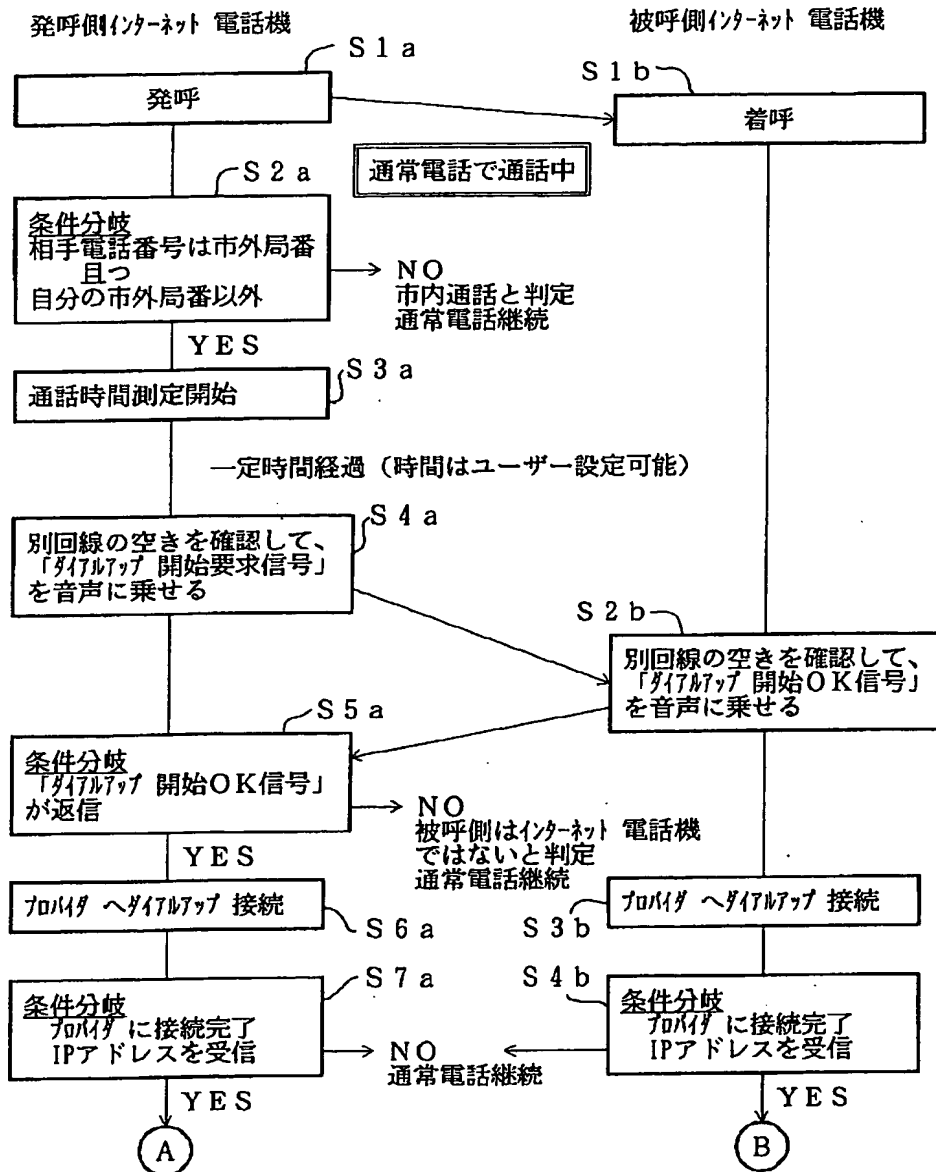 発呼側インターネット 電話機
被呼側インターネット 電話機
S1a
発呼
S1b
着呼
通常電話で通話中
S2a
条件分岐
相手電話番号は市外局番
且つ
自分の市外局番以外
NO
市内通話と判定
通常電話継続
YES
S3a
通話時間測定開始
一定時間経過（時間はユーザー設定可能）
S4a
別回線の空きを確認して、
「ダイアルアップ 開始要求信号」
を音声に乗せる
S2b
別回線の空きを確認して、
「ダイアルアップ 開始OK信号」
を音声に乗せる
S5a
条件分岐
「ダイアルアップ 開始OK信号」
が返信
NO
被呼側はインターネット 電話機
ではないと判定
通常電話継続
YES
プロバイダ へダイアルアップ 接続
S6a
S3b
プロバイダ へダイアルアップ 接続
S7a
条件分岐
プロバイダ に接続完了
IPアドレスを受信
NO
通常電話継続
S4b
条件分岐
プロバイダ に接続完了
IPアドレスを受信
YES
YES
A
B